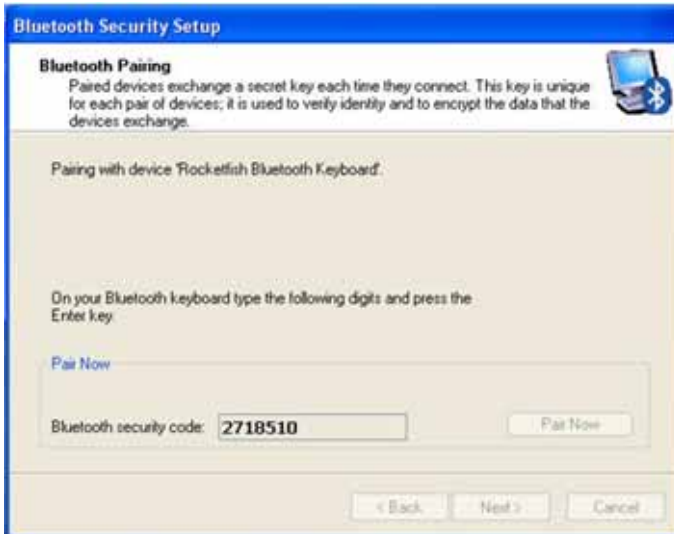 Bluetooth Security Setup
Bluetooth Pairing
Paired devices exchange a secret key each time they connect. This key is unique
for each pair of devices; it is used to verify identity and to encrypt the data that the
devices exchange.
Pairing with device 'Rocketfish Bluetooth Keyboard'.
On your Bluetooth keyboard type the following digits and press the
Enter key.
Pair Now
Bluetooth security code: 2718510 Pair Now
< Back Next > Cancel